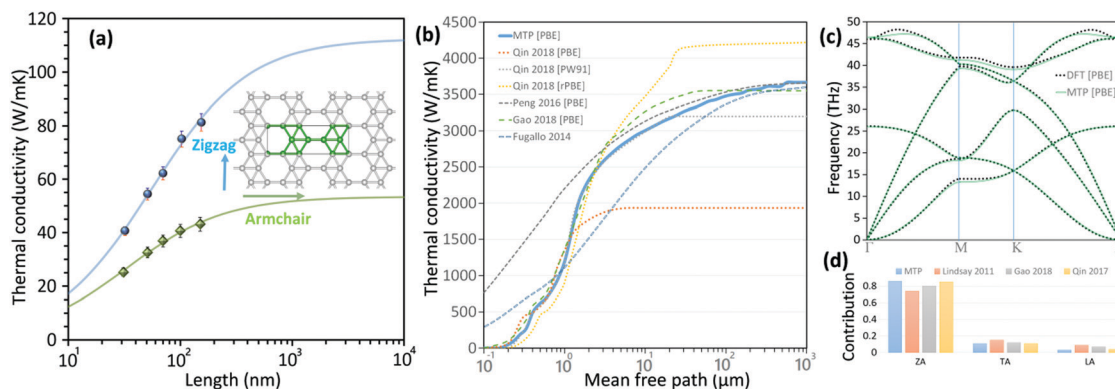 (a)
Thermal conductivity (W/mK)
120
100
80
60
40
20
0
Zigzag
Armchair
10¹ 10² 10³ 10⁴
Length (nm)
(b)
Thermal conductivity (W/mK)
4500
4000
3500
3000
2500
2000
1500
1000
500
0
MTP [PBE]
Qin 2018 [PBE]
Qin 2018 [PW91]
Qin 2018 [rPBE]
Peng 2016 [PBE]
Gao 2018 [PBE]
Fugallo 2014
10⁻¹ 10⁰ 10¹ 10² 10³
Mean free path (μm)
(c)
Frequency (THz)
50
45
40
35
30
25
20
15
10
5
0
DFT [PBE]
MTP [PBE]
Γ M K
(d)
Contribution
MTP Lindsay 2011 Gao 2018 Qin 2017
0.8
0.6
0.4
0.2
0
ZA TA LA